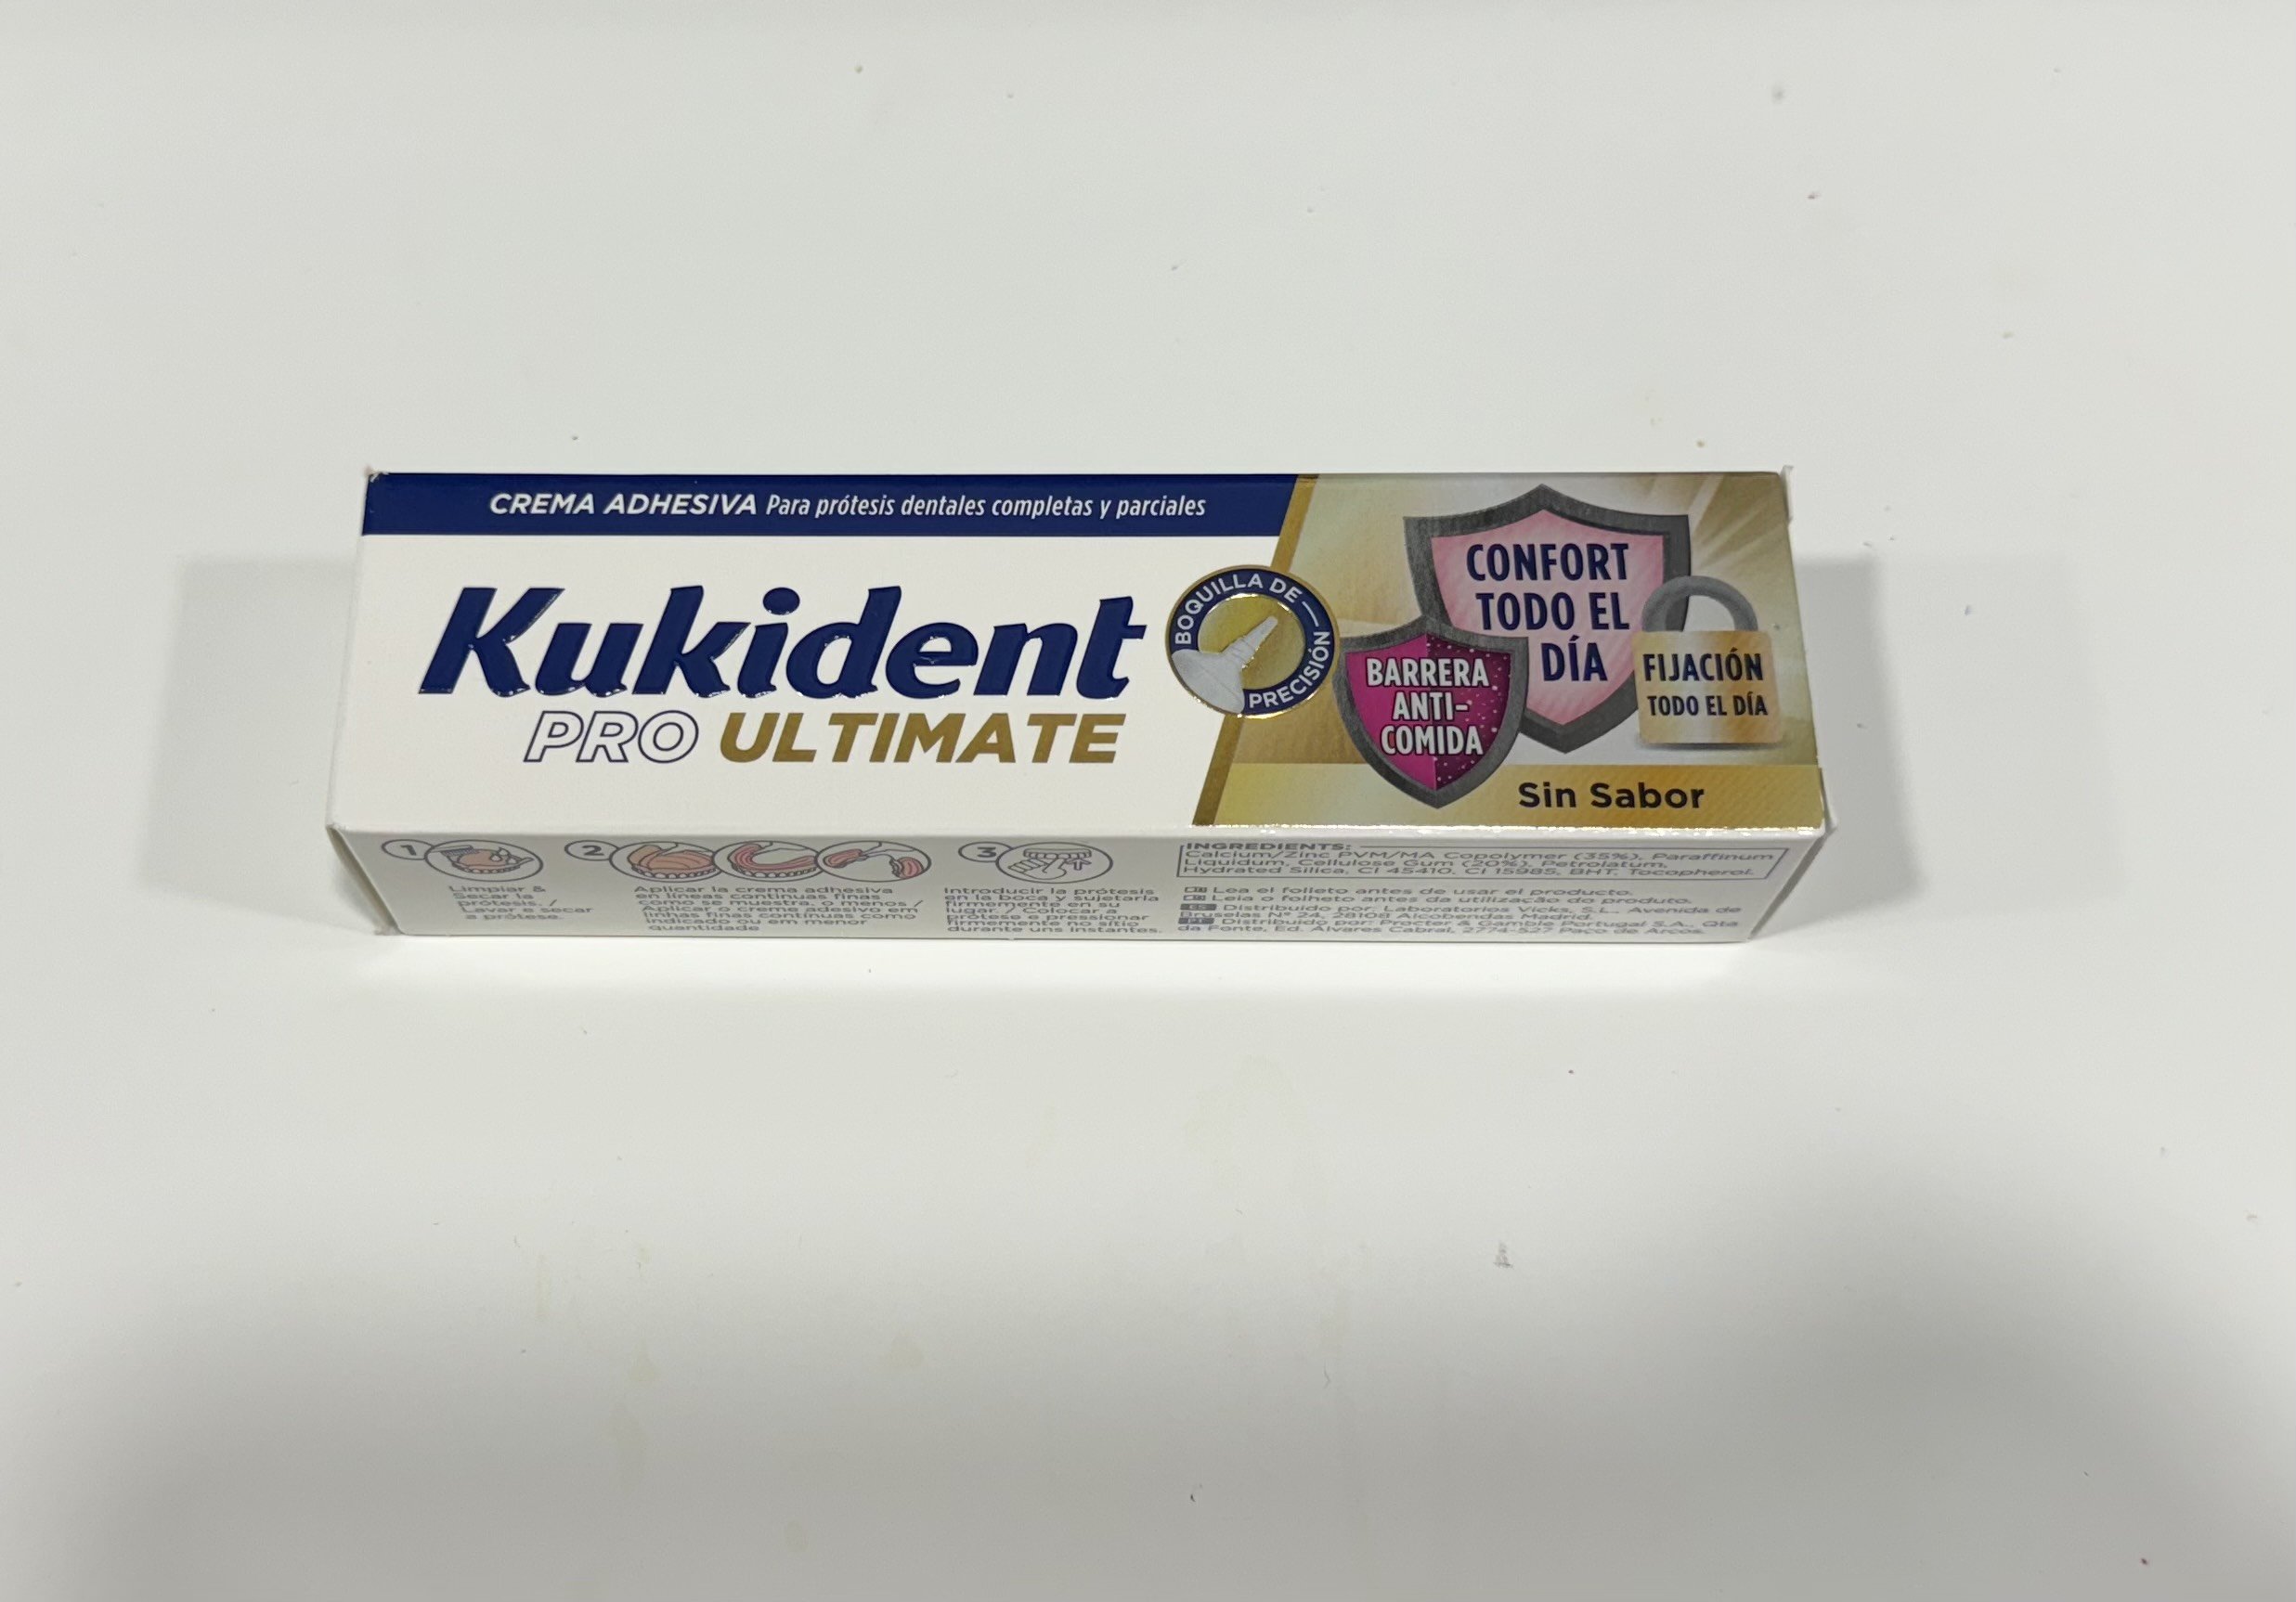 CREMA ADHESIVA Para prótesis dentales completas y parciales
Kukident
PRO ULTIMATE
BOQUILLA DE
PRECISIÓN
CONFORT
TODO EL
DÍA
BARRERA
ANTI-
COMIDA
FIJACIÓN
TODO EL DÍA
Sin Sabor
1
Limpiar &
Secar la
prótesis. /
Lavar e secar
a prótese.
2
Aplicar la crema adhesiva
en líneas continuas finas
como se muestra, o menos /
Aplicar o creme adesivo em
linhas finas contínuas como
indicado ou em menor
quantidade
3
Introducir la prótesis
en la boca y sujetarla
firmemente en su
lugar. / Colocar a
prótese e pressionar
firmemente no sítio
durante uns instantes.
INGREDIENTS:
Calcium/Zinc PVM/MA Copolymer (35%), Paraffinum
Liquidum, Cellulose Gum (20%), Petrolatum,
Hydrated Silica, CI 45410, CI 15985, BHT, Tocopherol.
ES Lea el folleto antes de usar el producto.
PT Leia o folheto antes da utilização do produto.
ES Distribuido por: Laboratorios Vicks, S.L., Avenida de
Bruselas Nº 24, 28108 Alcobendas Madrid.
PT Distribuído por: Procter & Gamble Portugal S.A., Qta
da Fonte, Ed. Álvares Cabral, 2774-527 Paço de Arcos.